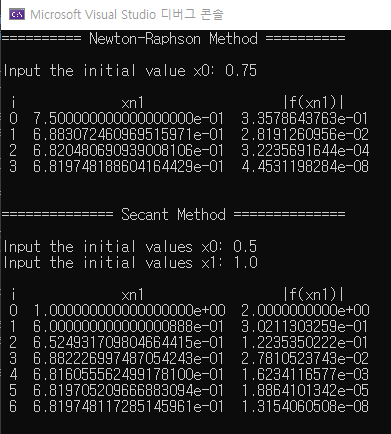 Microsoft Visual Studio 디버그 콘솔
========== Newton-Raphson Method ==========
Input the initial value x0: 0.75
i xn1 |f(xn1)|
0 7.500000000000000000e-01 3.3578643763e-01
1 6.883072460969515971e-01 2.8191260956e-02
2 6.820480690939008106e-01 3.2235691644e-04
3 6.819748188604164429e-01 4.4531198284e-08
============== Secant Method ==============
Input the initial values x0: 0.5
Input the initial values x1: 1.0
i xn1 |f(xn1)|
0 1.000000000000000000e+00 2.0000000000e+00
1 6.000000000000000888e-01 3.0211303259e-01
2 6.524931709804664415e-01 1.2235350222e-01
3 6.882226997487054243e-01 2.7810523743e-02
4 6.816055562499178100e-01 1.6234116577e-03
5 6.819705209666883094e-01 1.8864101342e-05
6 6.819748117285145961e-01 1.3154060508e-08